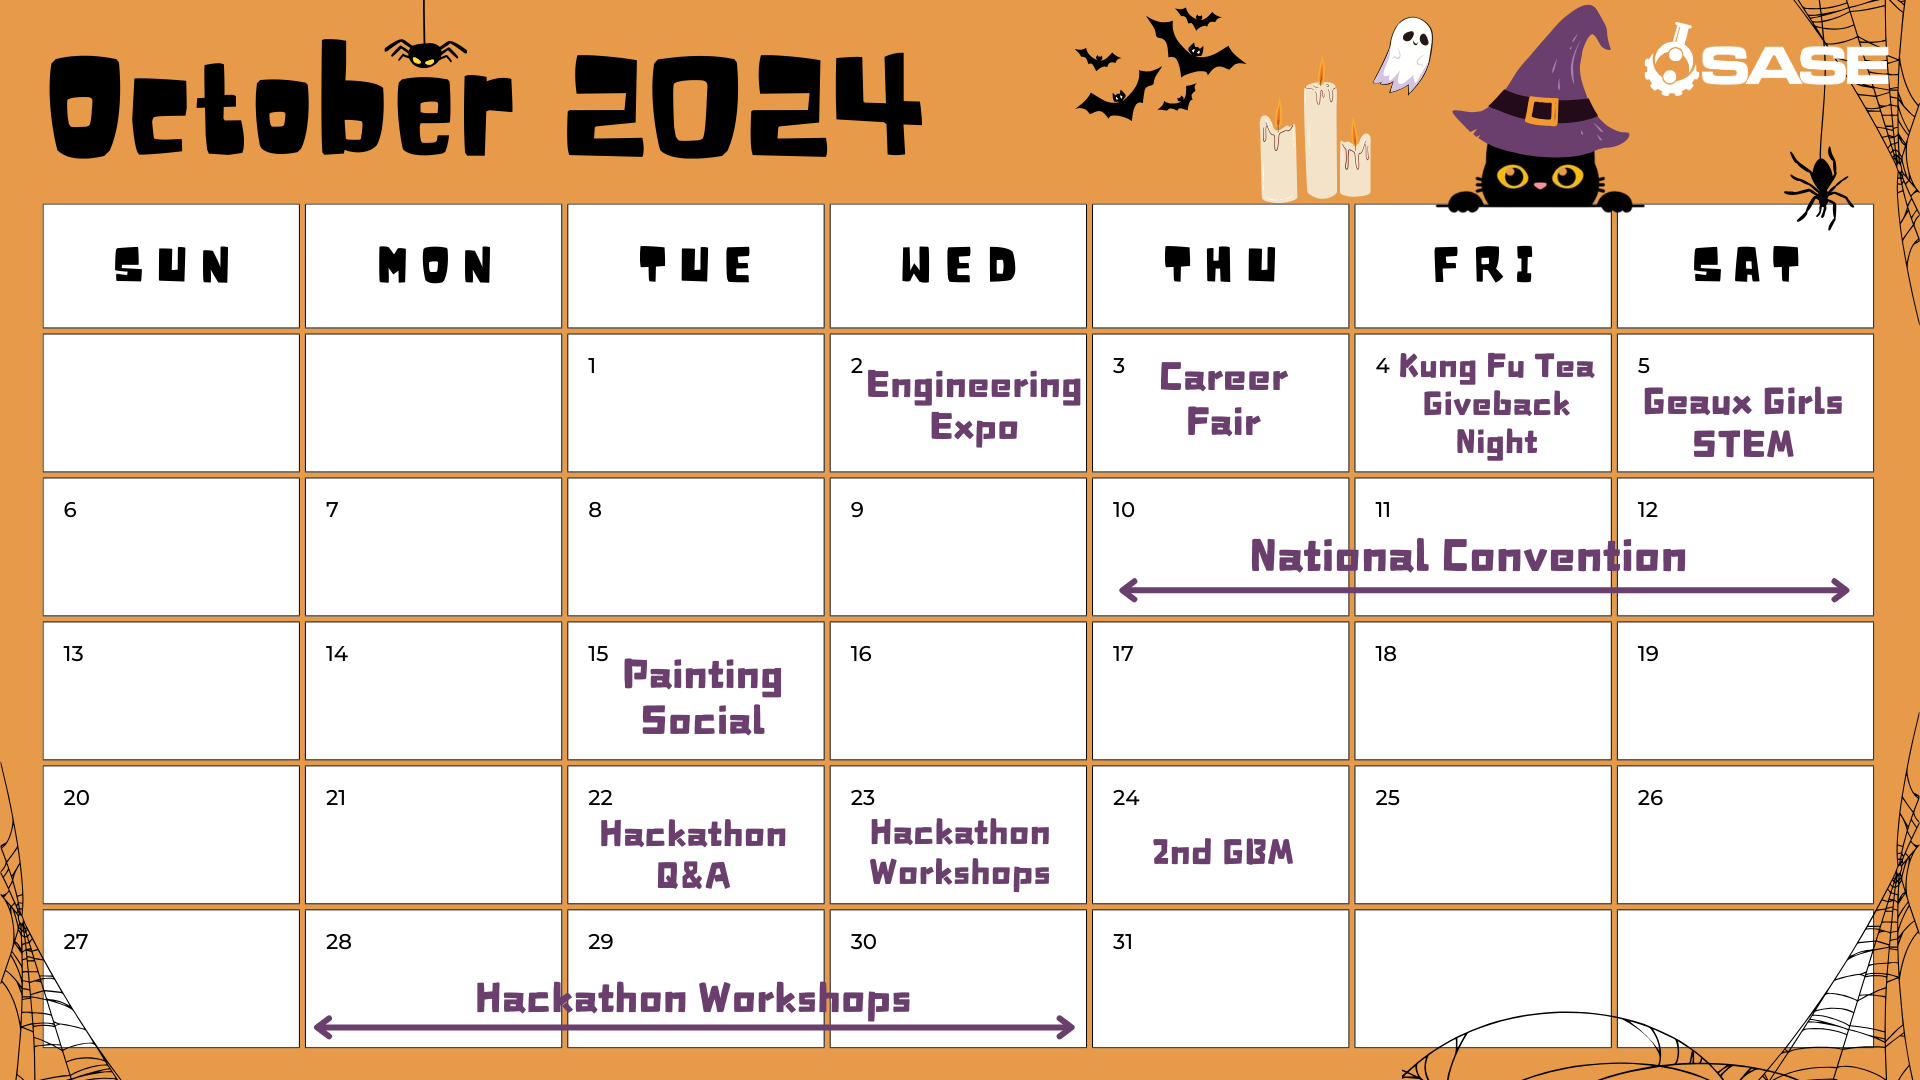 October 2024
SASE
SUN MON TUE WED THU FRI SAT
1
2 Engineering
Expo
3 Career
Fair
4 Kung Fu Tea
Giveback
Night
5
Geaux Girls
STEM
6 7 8 9 10 11 12
National Convention
13 14
15 Painting
Social
16 17 18 19
20 21
22
Hackathon
Q&A
23
Hackathon
Workshops
24
2nd GBM
25 26
27 28 29 30 31
Hackathon Workshops